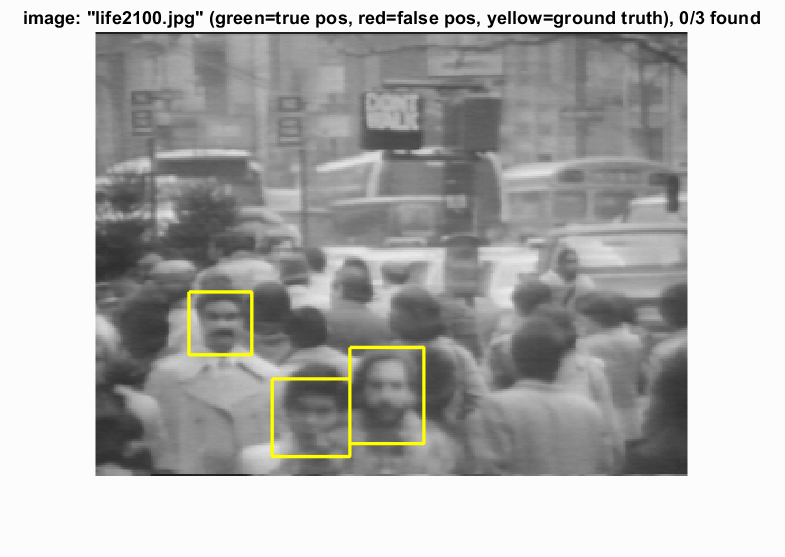 image: "life2100.jpg" (green=true pos, red=false pos, yellow=ground truth), 0/3 found
DONT
WALK